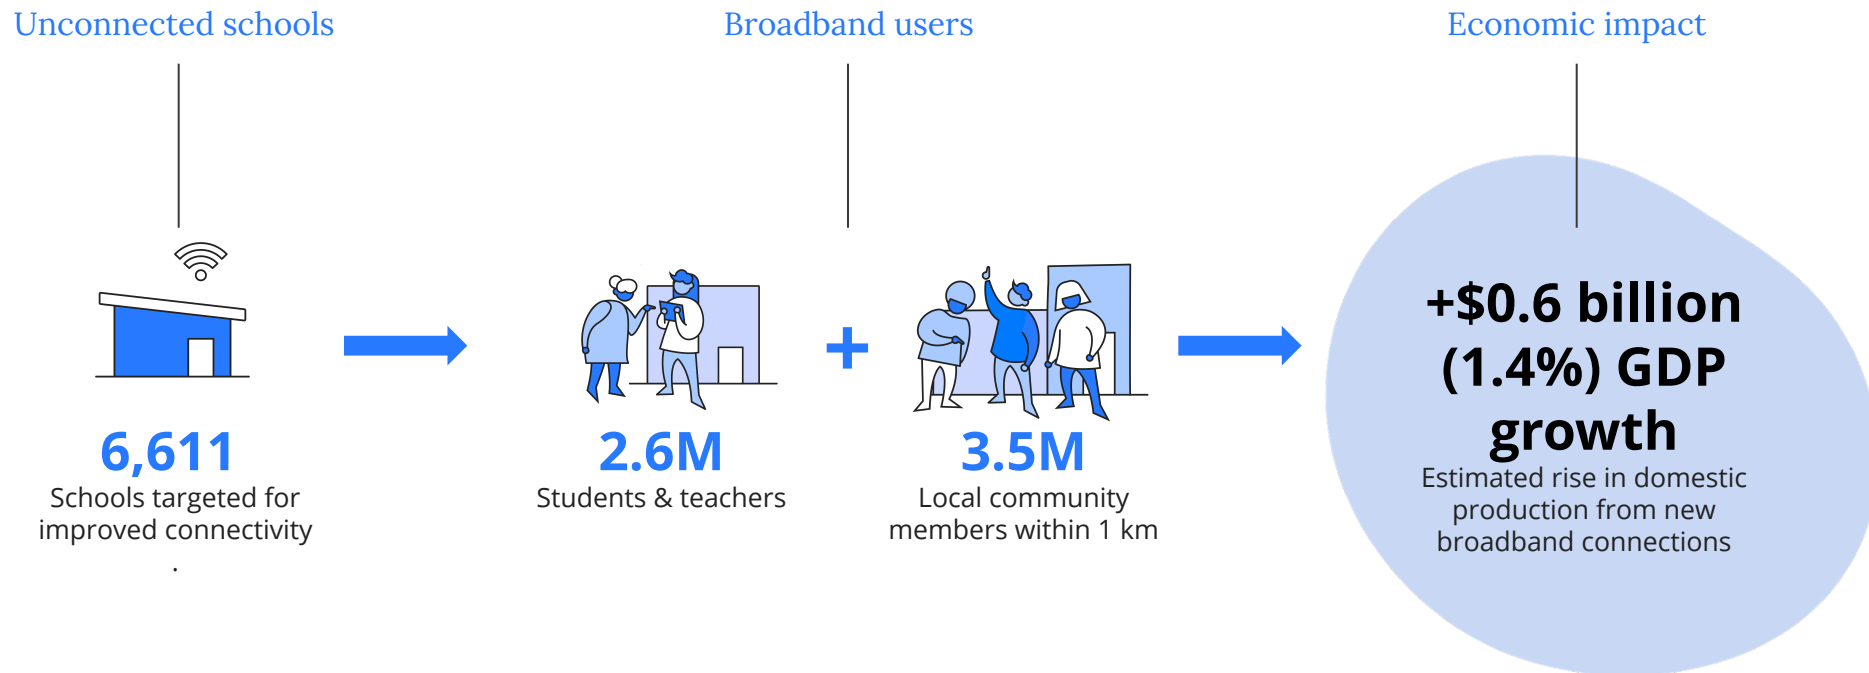 Unconnected schools
Broadband users
Economic impact
6,611
Schools targeted for
improved connectivity
.
2.6M
Students & teachers
+
3.5M
Local community
members within 1 km
+$0.6 billion
(1.4%) GDP
growth
Estimated rise in domestic
production from new
broadband connections